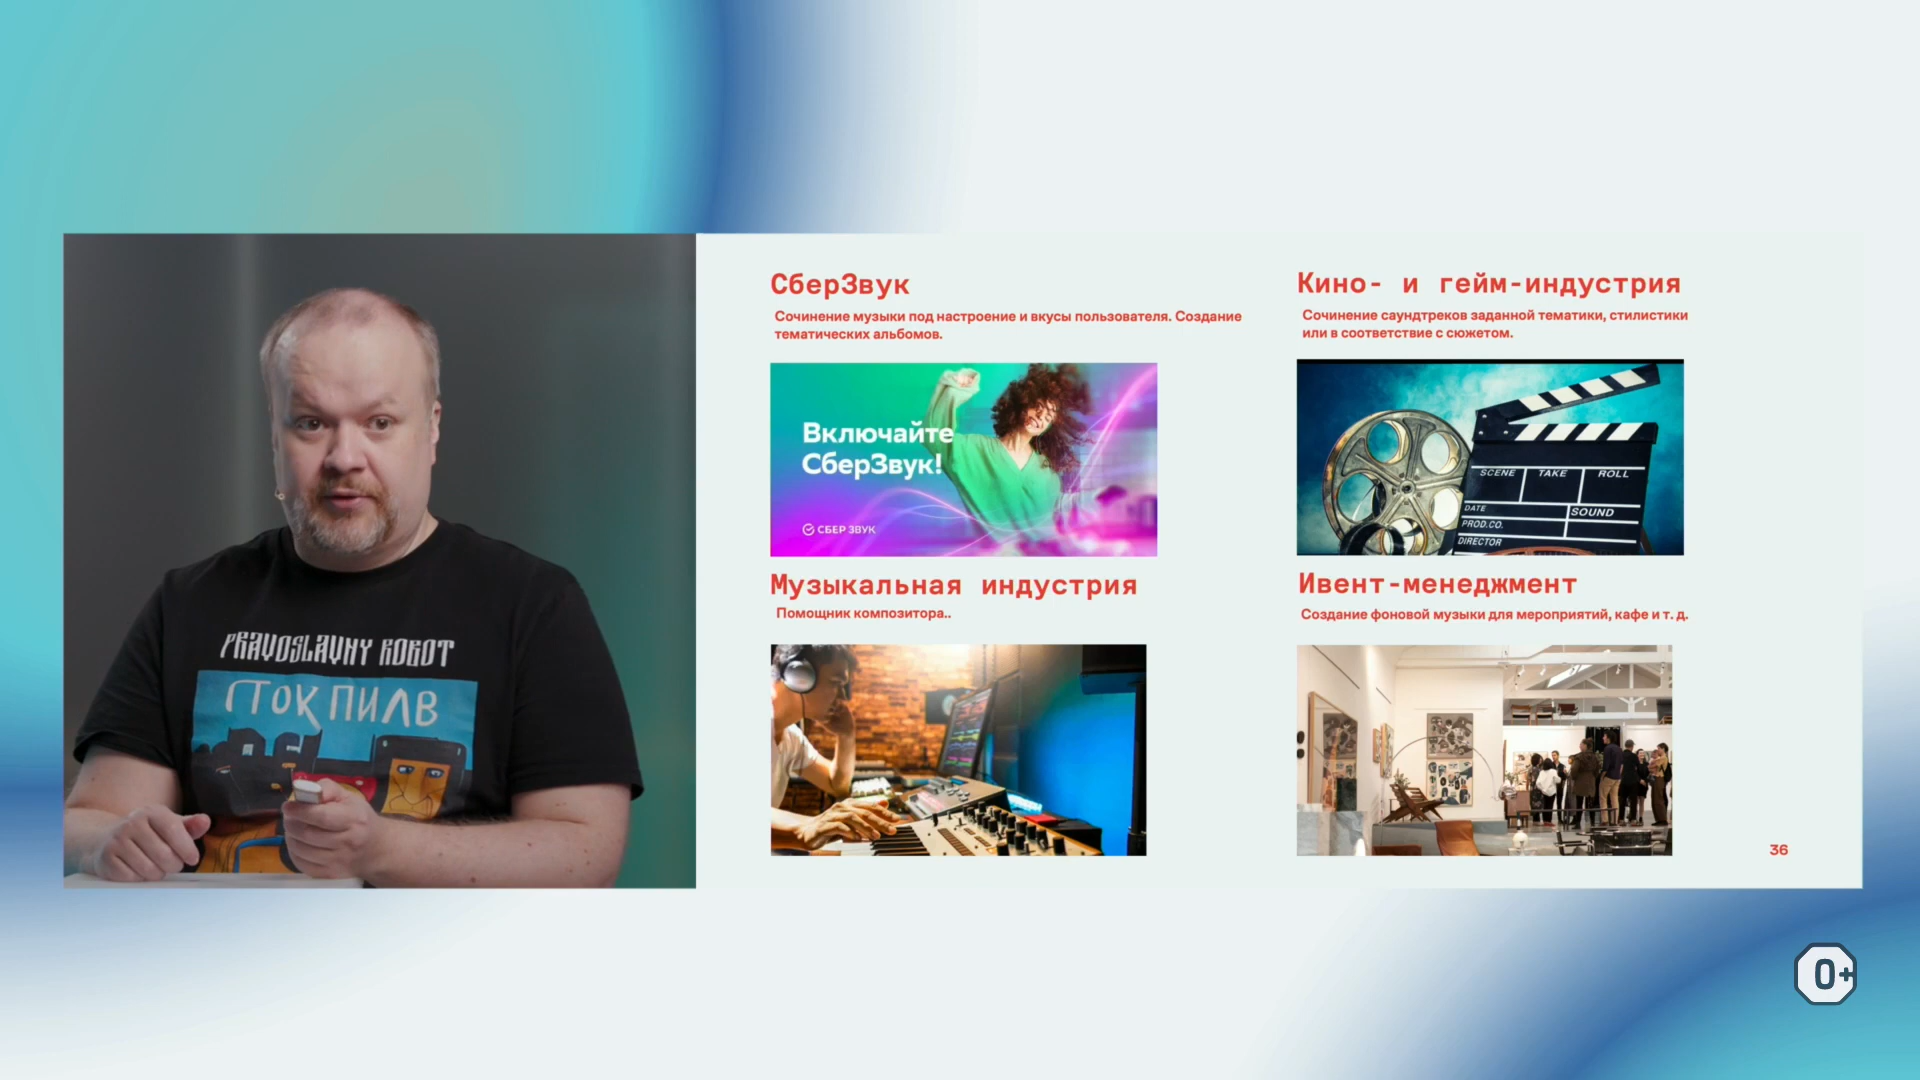 PRAVOSLAVNY ROBOT
СТОК ПИЛВ
СберЗвук
Сочинение музыки под настроение и вкусы пользователя. Создание
тематических альбомов.
Включайте
СберЗвук!
СБЕР ЗВУК
Музыкальная индустрия
Помощник композитора..
Кино- и гейм-индустрия
Сочинение саундтреков заданной тематики, стилистики
или в соответствие с сюжетом.
SCENE TAKE ROLL
DATE SOUND
PROD.CO.
DIRECTOR
Ивент-менеджмент
Создание фоновой музыки для мероприятий, кафе и т. д.
36
0+